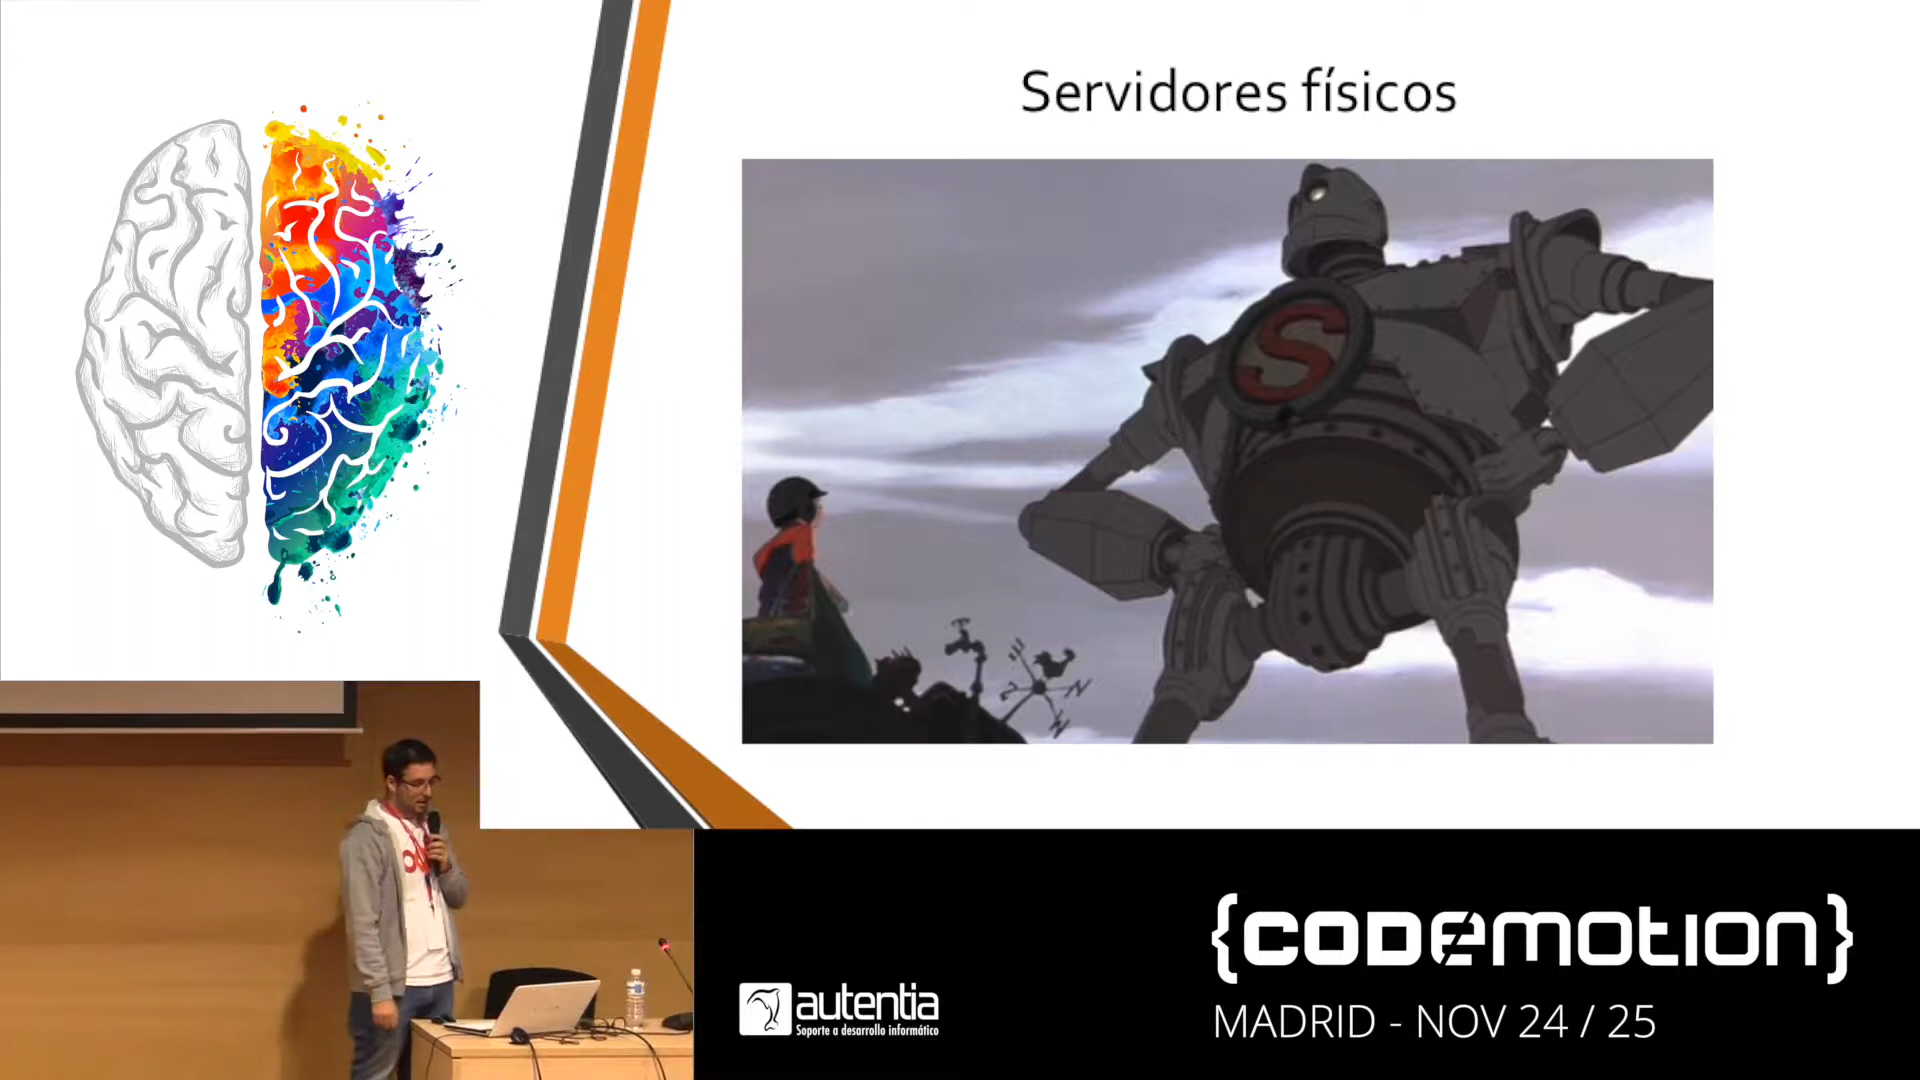 Servidores físicos
S
N
autentia
Soporte a desarrollo informático
{CODEMOTION}
MADRID - NOV 24 / 25